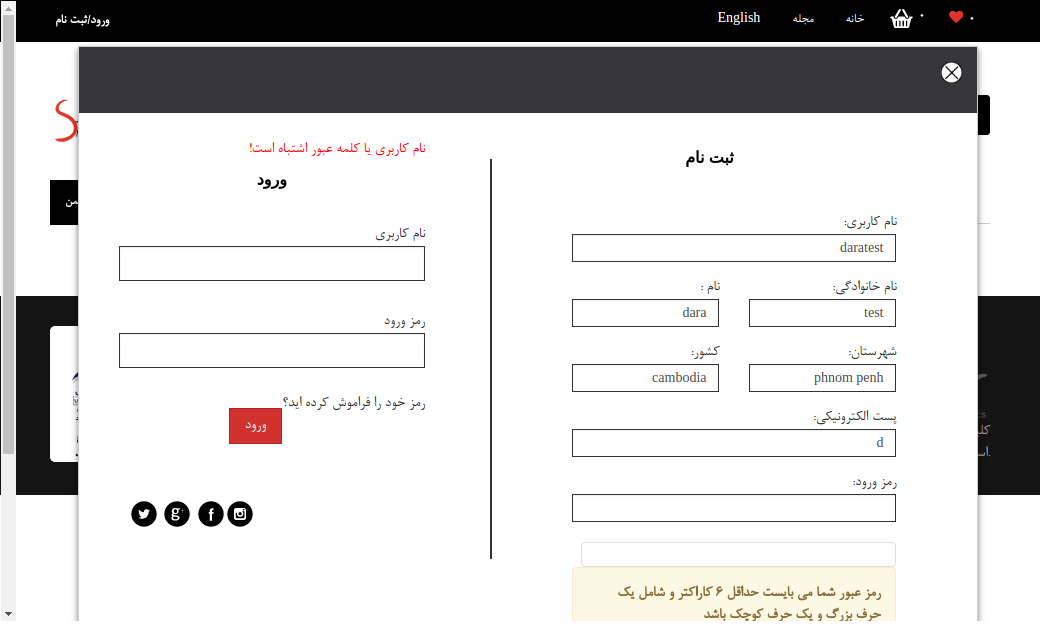 ورود/ثبت نام
English
مجله
خانه
نام کاربری یا کلمه عبور اشتباه است!
ورود
نام کاربری
رمز ورود
رمز خود را فراموش کرده اید؟
ورود
ثبت نام
نام کاربری:
daratest
نام خانوادگی:
نام :
test
dara
شهرستان:
کشور:
phnom penh
cambodia
پست الکترونیکی:
d
رمز ورود:
رمز عبور شما می بایست حداقل ۶ کاراکتر و شامل یک
حرف بزرگ و یک حرف کوچک باشد